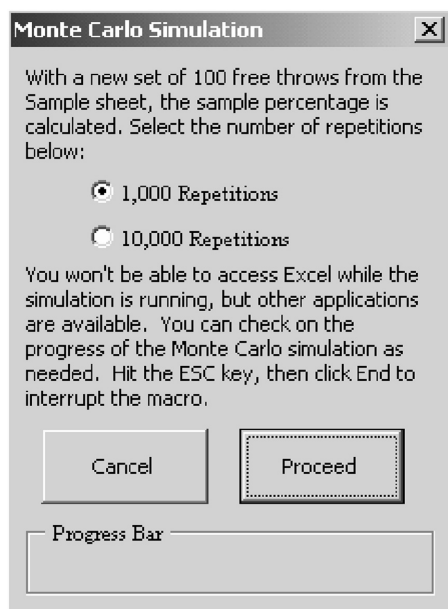 Monte Carlo Simulation
With a new set of 100 free throws from the
Sample sheet, the sample percentage is
calculated. Select the number of repetitions
below:
1,000 Repetitions
10,000 Repetitions
You won't be able to access Excel while the
simulation is running, but other applications
are available.  You can check on the
progress of the Monte Carlo simulation as
needed.  Hit the ESC key, then click End to
interrupt the macro.
Cancel
Proceed
Progress Bar